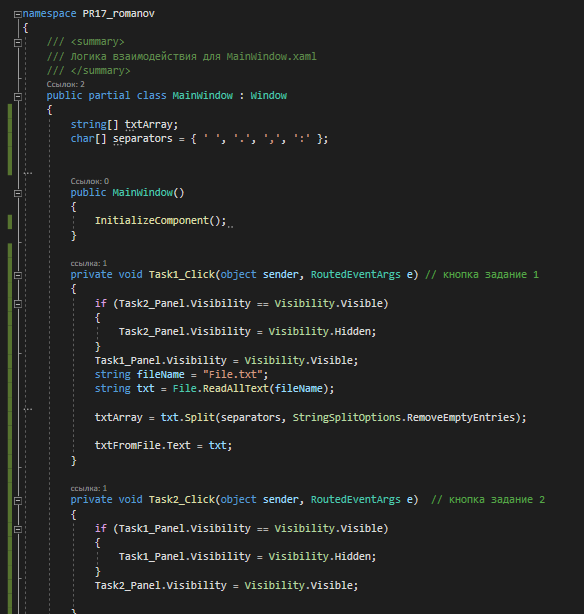 namespace PR17_romanov
{
/// <summary>
/// Логика взаимодействия для MainWindow.xaml
/// </summary>
Ссылок: 2
public partial class MainWindow : Window
{
string[] txtArray;
char[] separators = { ' ', '.', ',', ':' };
Ссылок: 0
public MainWindow()
{
InitializeComponent();
}
ссылка: 1
private void Task1_Click(object sender, RoutedEventArgs e) // кнопка задание 1
{
if (Task2_Panel.Visibility == Visibility.Visible)
{
Task2_Panel.Visibility = Visibility.Hidden;
}
Task1_Panel.Visibility = Visibility.Visible;
string fileName = "File.txt";
string txt = File.ReadAllText(fileName);
txtArray = txt.Split(separators, StringSplitOptions.RemoveEmptyEntries);
txtFromFile.Text = txt;
}
ссылка: 1
private void Task2_Click(object sender, RoutedEventArgs e) // кнопка задание 2
{
if (Task1_Panel.Visibility == Visibility.Visible)
{
Task1_Panel.Visibility = Visibility.Hidden;
}
Task2_Panel.Visibility = Visibility.Visible;
}